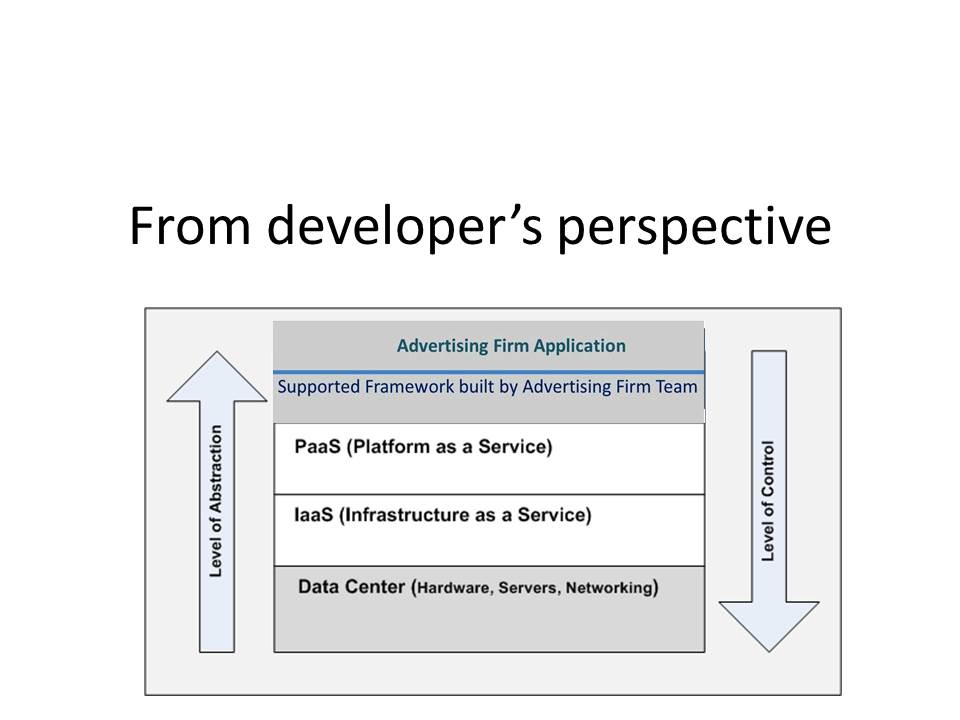 From developer’s perspective
Advertising Firm Application
Supported Framework built by Advertising Firm Team
PaaS (Platform as a Service)
IaaS (Infrastructure as a Service)
Data Center (Hardware, Servers, Networking)
Level of Abstraction
Level of Control